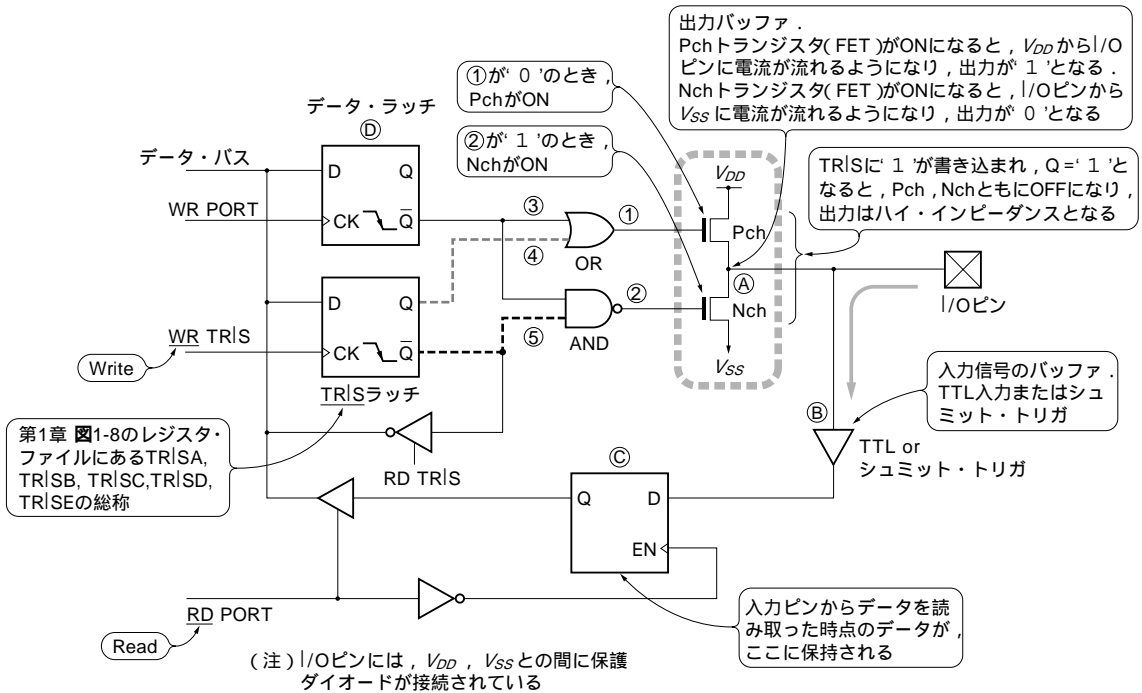 出力バッファ．
Pchトランジスタ(FET)がONになると，VDDからI/O
ピンに電流が流れるようになり，出力が‘1’となる．
Nchトランジスタ(FET)がONになると，I/Oピンから
VSSに電流が流れるようになり，出力が‘0’となる
①が‘0’のとき，
PchがON
データ・ラッチ
Ⓓ
②が‘1’のとき，
NchがON
TRISに‘1’が書き込まれ，Q=‘1’と
なると，Pch，NchともにOFFになり，
出力はハイ・インピーダンスとなる
データ・バス
D Q
WR PORT
CK Q̅
③
①
④
OR
VDD
Pch
Ⓐ
Nch
VSS
I/Oピン
D Q
②
⑤
AND
WR TRIS
CK Q̅
Write
TRISラッチ
入力信号のバッファ．
TTL入力またはシュ
ミット・トリガ
Ⓑ
TTL or
シュミット・トリガ
第1章 図1-8のレジスタ・
ファイルにあるTRISA,
TRISB, TRISC,TRISD,
TRISEの総称
RD TRIS
Ⓒ
Q D
EN
RD PORT
Read
入力ピンからデータを読
み取った時点のデータが，
ここに保持される
(注)I/Oピンには，VDD，VSSとの間に保護
ダイオードが接続されている